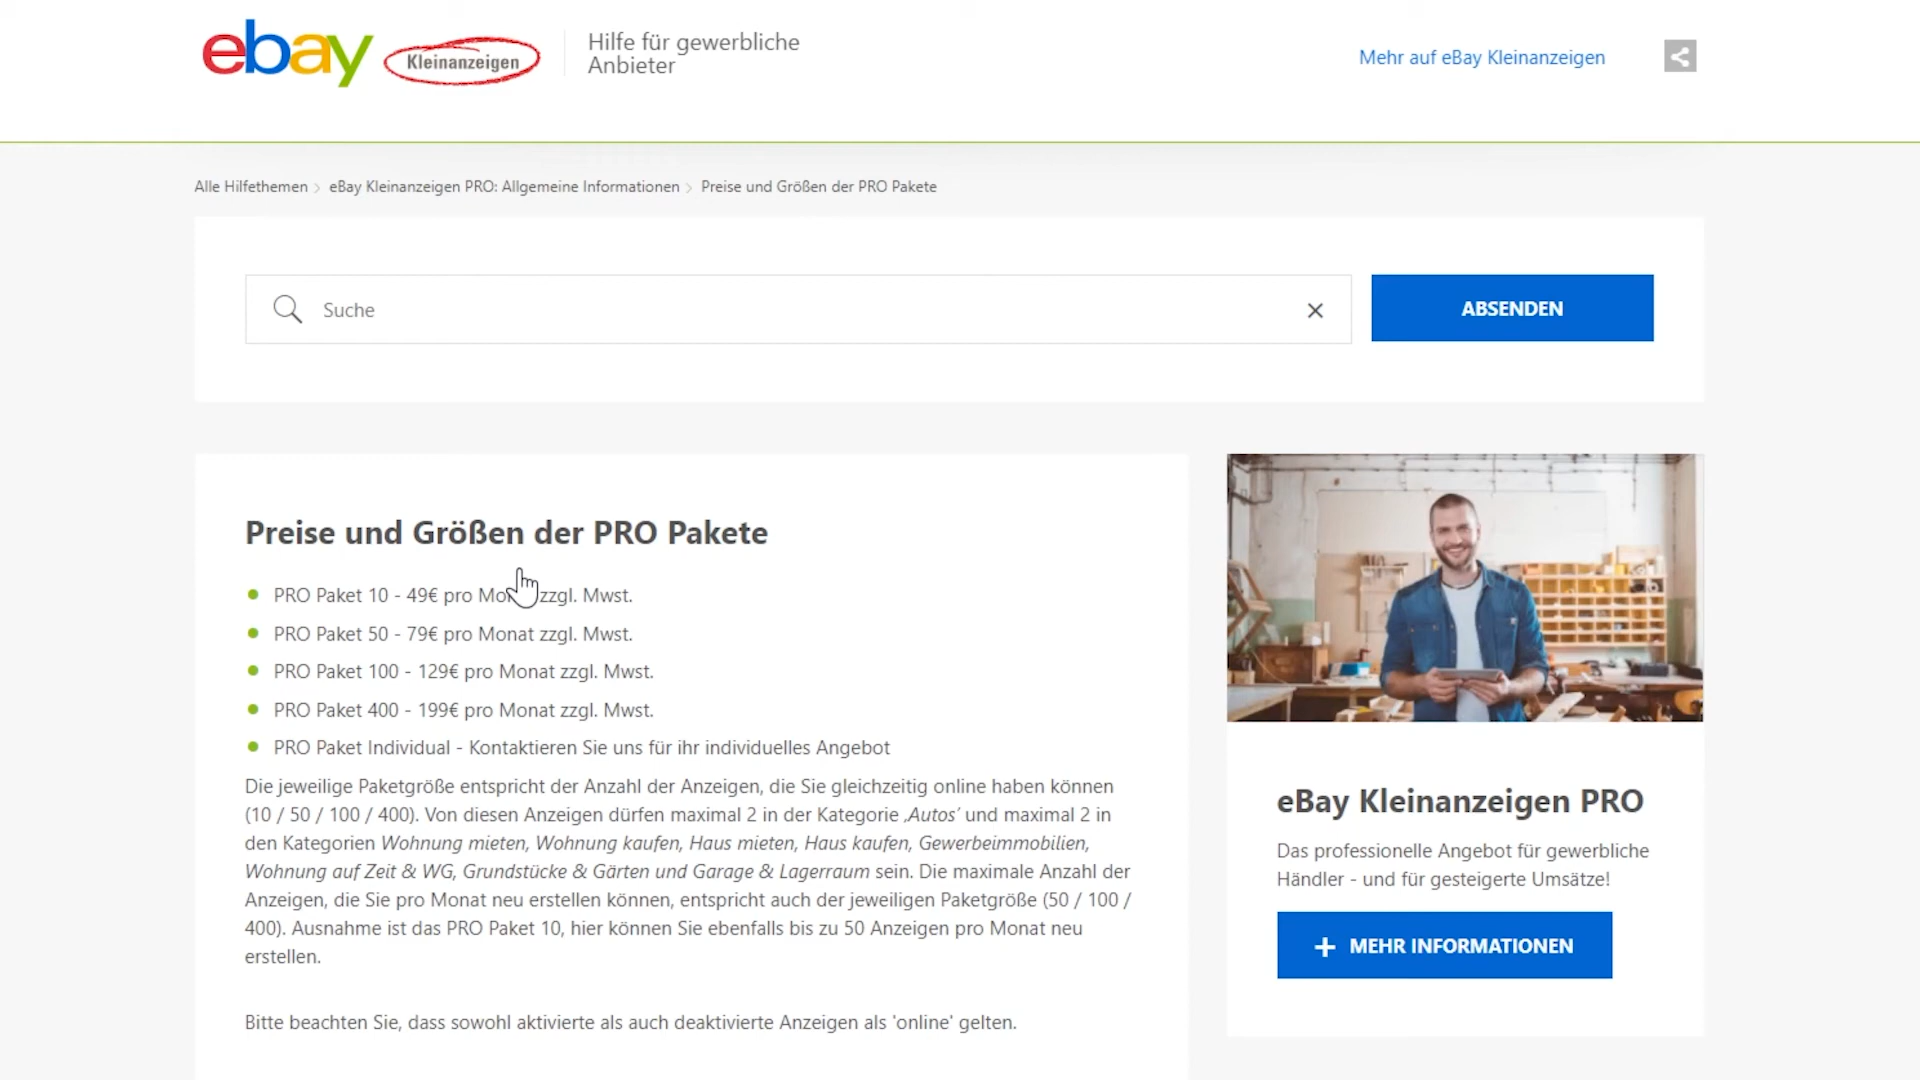 ebay Kleinanzeigen
Hilfe für gewerbliche
Anbieter
Mehr auf eBay Kleinanzeigen
Alle Hilfethemen > eBay Kleinanzeigen PRO: Allgemeine Informationen > Preise und Größen der PRO Pakete
Suche
ABSENDEN
Preise und Größen der PRO Pakete
PRO Paket 10 - 49€ pro zzgl. Mwst.
PRO Paket 50 - 79€ pro Monat zzgl. Mwst.
PRO Paket 100 - 129€ pro Monat zzgl. Mwst.
PRO Paket 400 - 199€ pro Monat zzgl. Mwst.
PRO Paket Individual - Kontaktieren Sie uns für ihr individuelles Angebot
Die jeweilige Paketgröße entspricht der Anzahl der Anzeigen, die Sie gleichzeitig online haben können
(10 / 50 / 100 / 400). Von diesen Anzeigen dürfen maximal 2 in der Kategorie ‚Autos‘ und maximal 2 in
den Kategorien Wohnung mieten, Wohnung kaufen, Haus mieten, Haus kaufen, Gewerbeimmobilien,
Wohnung auf Zeit & WG, Grundstücke & Gärten und Garage & Lagerraum sein. Die maximale Anzahl der
Anzeigen, die Sie pro Monat neu erstellen können, entspricht auch der jeweiligen Paketgröße (50 / 100 /
400). Ausnahme ist das PRO Paket 10, hier können Sie ebenfalls bis zu 50 Anzeigen pro Monat neu
erstellen.
Bitte beachten Sie, dass sowohl aktivierte als auch deaktivierte Anzeigen als 'online' gelten.
eBay Kleinanzeigen PRO
Das professionelle Angebot für gewerbliche
Händler - und für gesteigerte Umsätze!
+ MEHR INFORMATIONEN